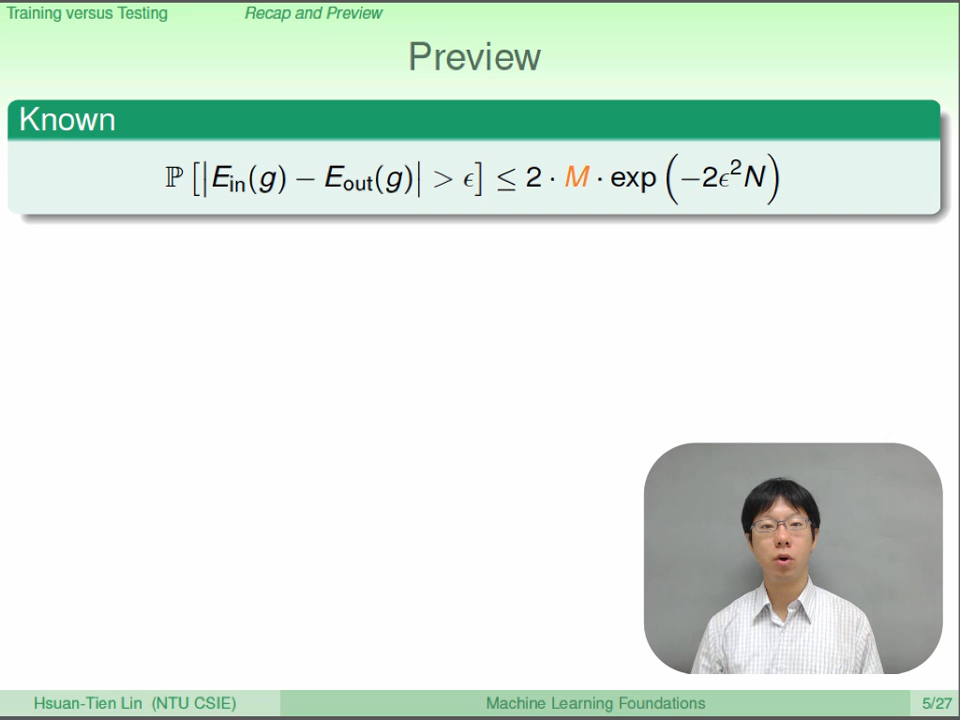 Training versus Testing Recap and Preview
Preview
Known
ℙ [|E_in(g) − E_out(g)| > ϵ] ≤ 2 · M · exp (−2ϵ²N)
Hsuan-Tien Lin (NTU CSIE) Machine Learning Foundations 5/27